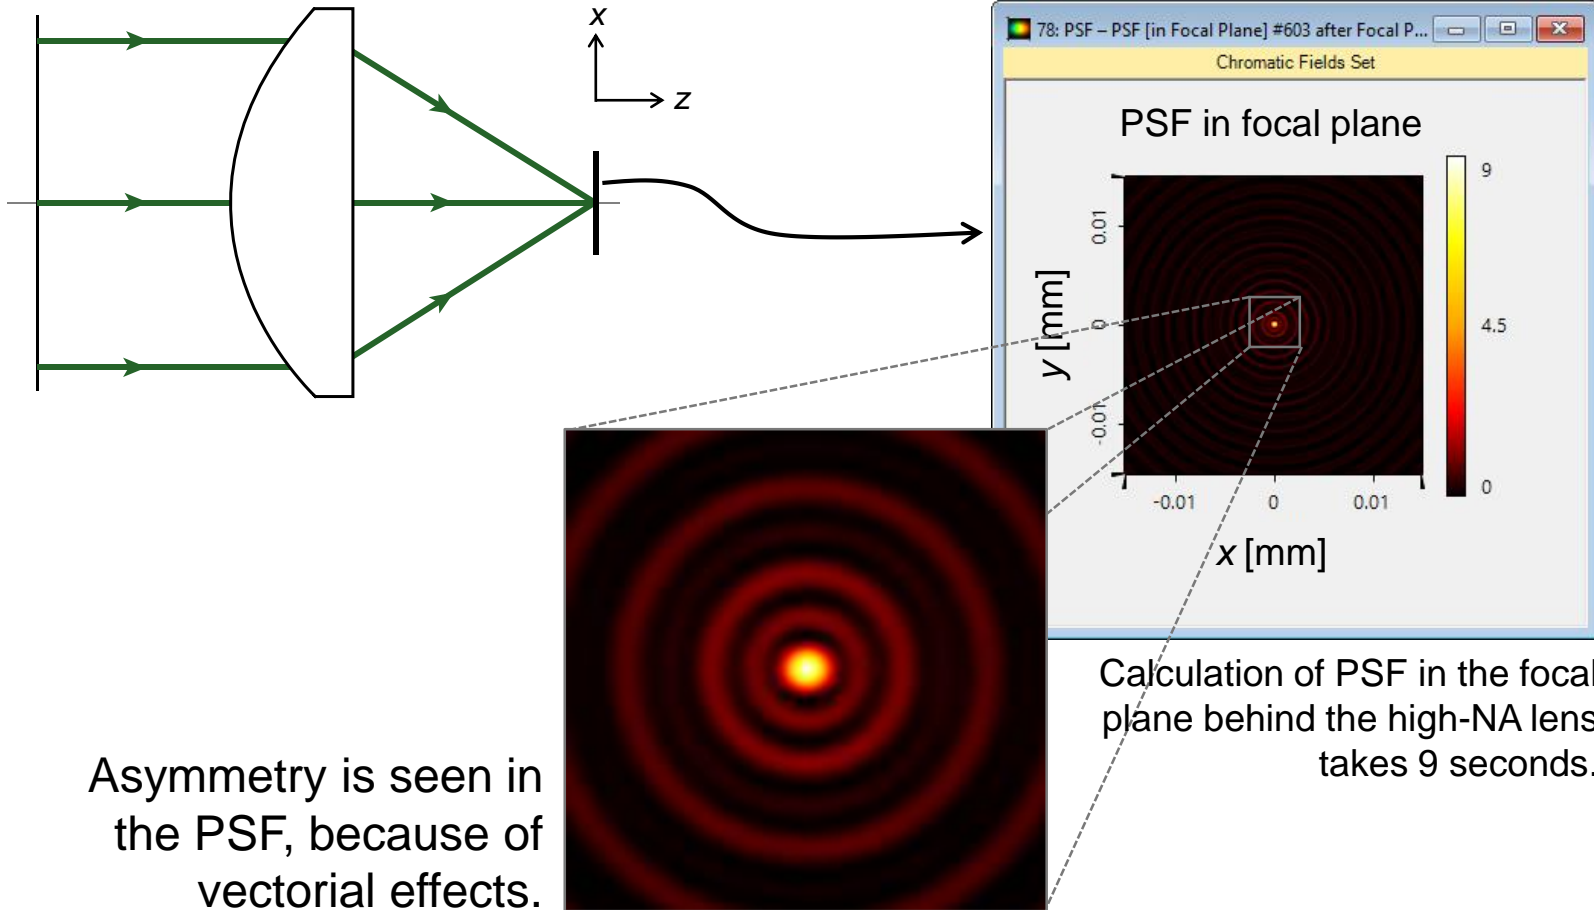 x
z
78: PSF – PSF [in Focal Plane] #603 after Focal P...
Chromatic Fields Set
PSF in focal plane
9
4.5
0
0.01
0
-0.01
y [mm]
-0.01
0
0.01
x [mm]
Calculation of PSF in the focal
plane behind the high-NA lens
takes 9 seconds.
Asymmetry is seen in
the PSF, because of
vectorial effects.